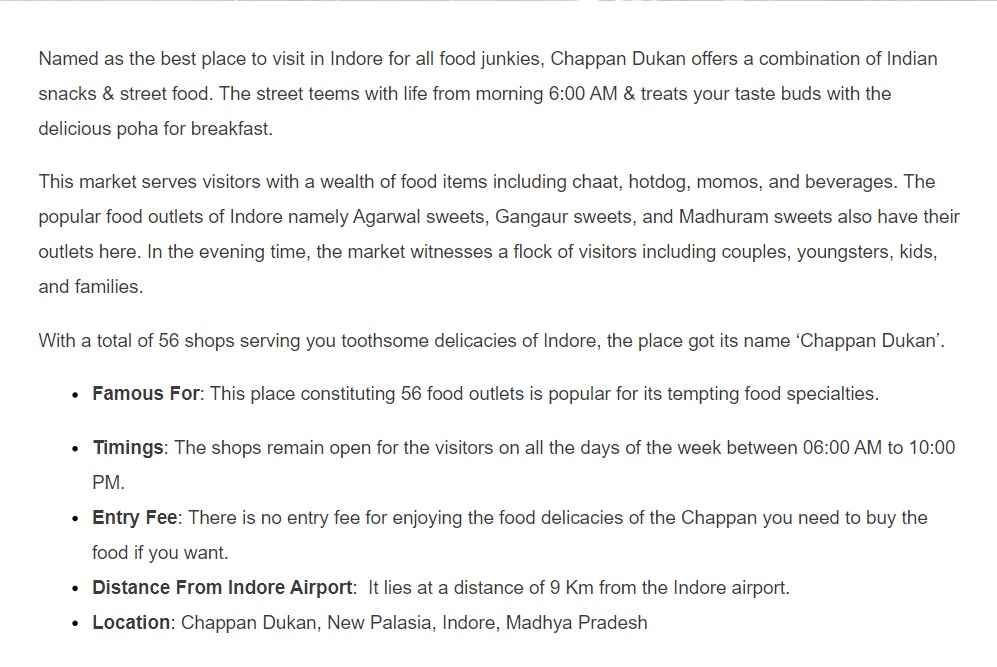 Named as the best place to visit in Indore for all food junkies, Chappan Dukan offers a combination of Indian
snacks & street food. The street teems with life from morning 6:00 AM & treats your taste buds with the
delicious poha for breakfast.
This market serves visitors with a wealth of food items including chaat, hotdog, momos, and beverages. The
popular food outlets of Indore namely Agarwal sweets, Gangaur sweets, and Madhuram sweets also have their
outlets here. In the evening time, the market witnesses a flock of visitors including couples, youngsters, kids,
and families.
With a total of 56 shops serving you toothsome delicacies of Indore, the place got its name ‘Chappan Dukan’.
• Famous For: This place constituting 56 food outlets is popular for its tempting food specialties.
• Timings: The shops remain open for the visitors on all the days of the week between 06:00 AM to 10:00
PM.
• Entry Fee: There is no entry fee for enjoying the food delicacies of the Chappan you need to buy the
food if you want.
• Distance From Indore Airport:  It lies at a distance of 9 Km from the Indore airport.
• Location: Chappan Dukan, New Palasia, Indore, Madhya Pradesh